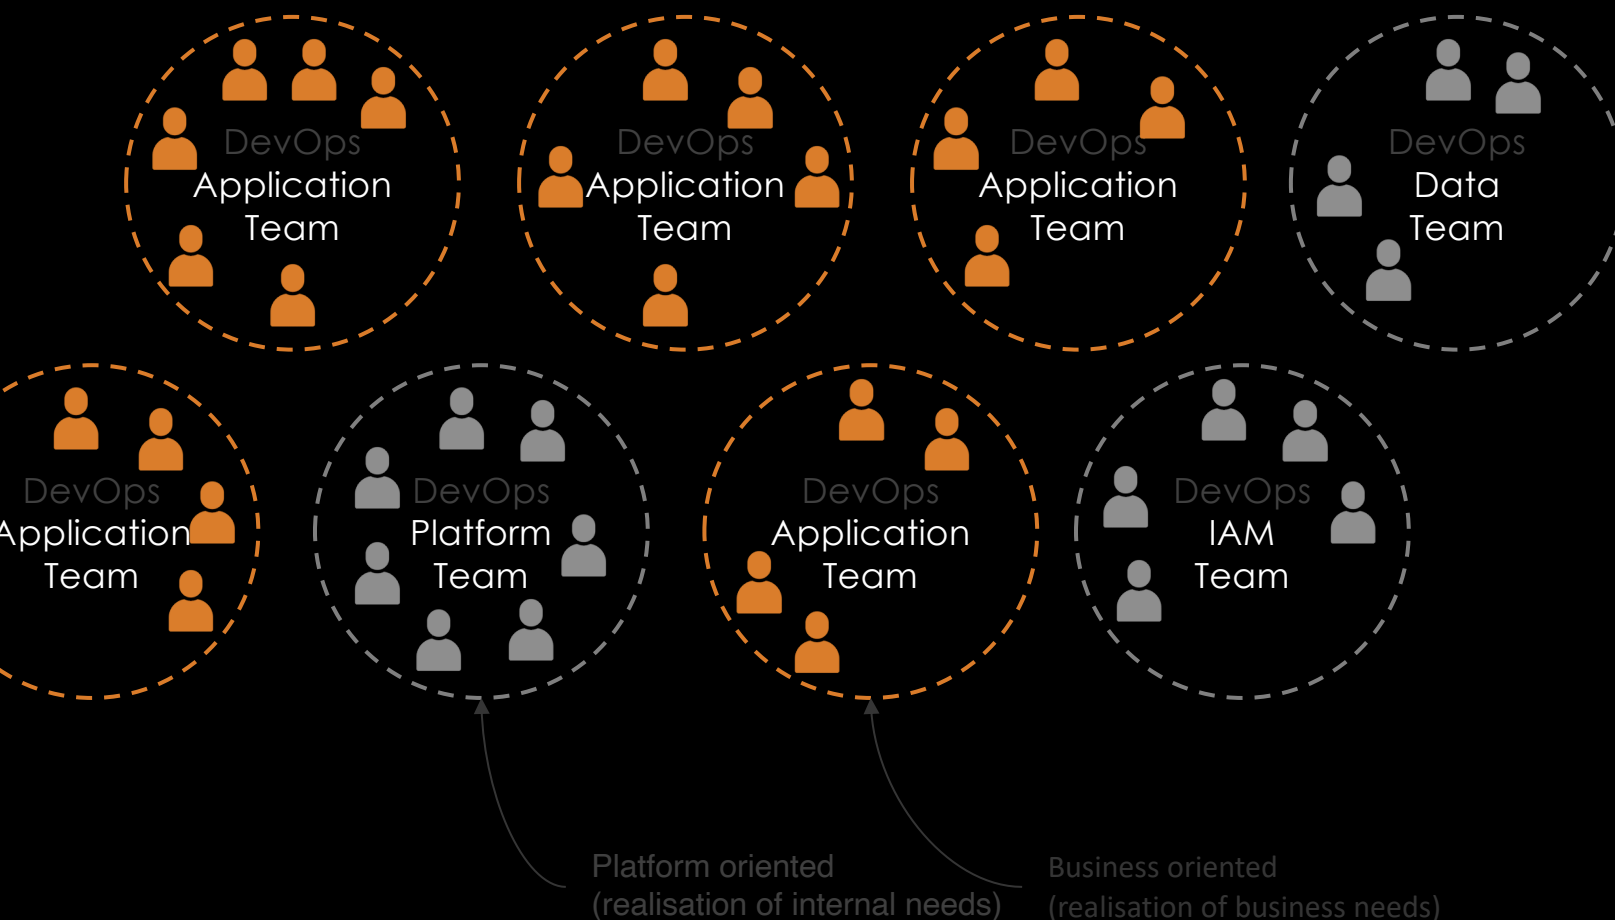 DevOps
Application
Team
DevOps
Application
Team
DevOps
Application
Team
DevOps
Data
Team
DevOps
Application
Team
DevOps
Platform
Team
DevOps
Application
Team
DevOps
IAM
Team
Platform oriented
(realisation of internal needs)
Business oriented
(realisation of business needs)